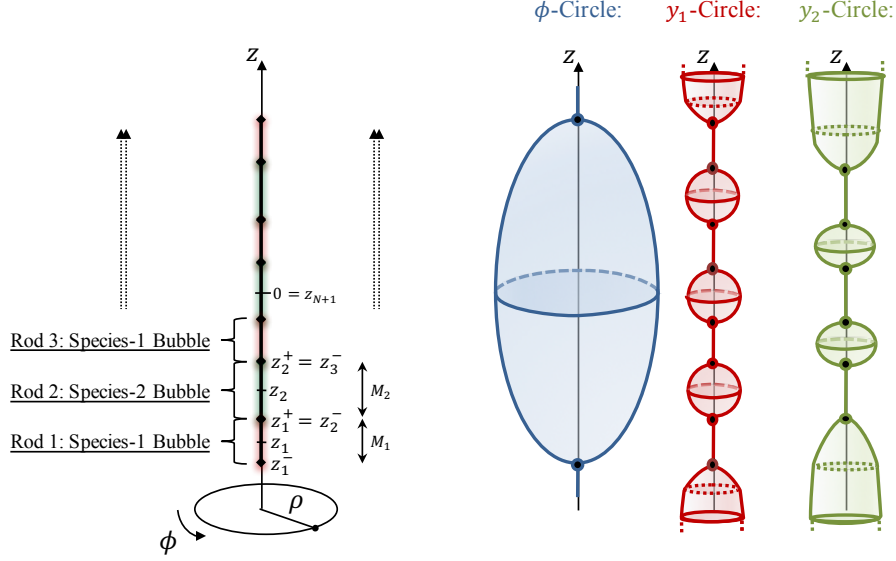 ϕ-Circle: y₁-Circle: y₂-Circle:
z z z z
0 = z_{N+1}
Rod 3: Species-1 Bubble
z₂⁺ = z₃⁻
Rod 2: Species-2 Bubble z₂ M₂
z₁⁺ = z₂⁻
Rod 1: Species-1 Bubble z₁ M₁
z₁⁻
ρ
ϕ